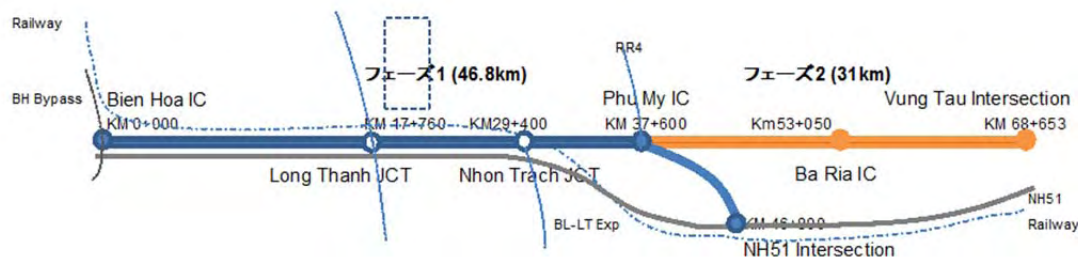 Railway
RR4
フェーズ1 (46.8km)
フェーズ2 (31km)
BH Bypass
Bien Hoa IC
Phu My IC
Vung Tau Intersection
KM 0+000
KM 17+760
KM29+400
KM 37+600
Km53+050
KM 68+653
Long Thanh JCT
Nhon Trach JCT
Ba Ria IC
NH51
BL-LT Exp
Railway
NH51 Intersection